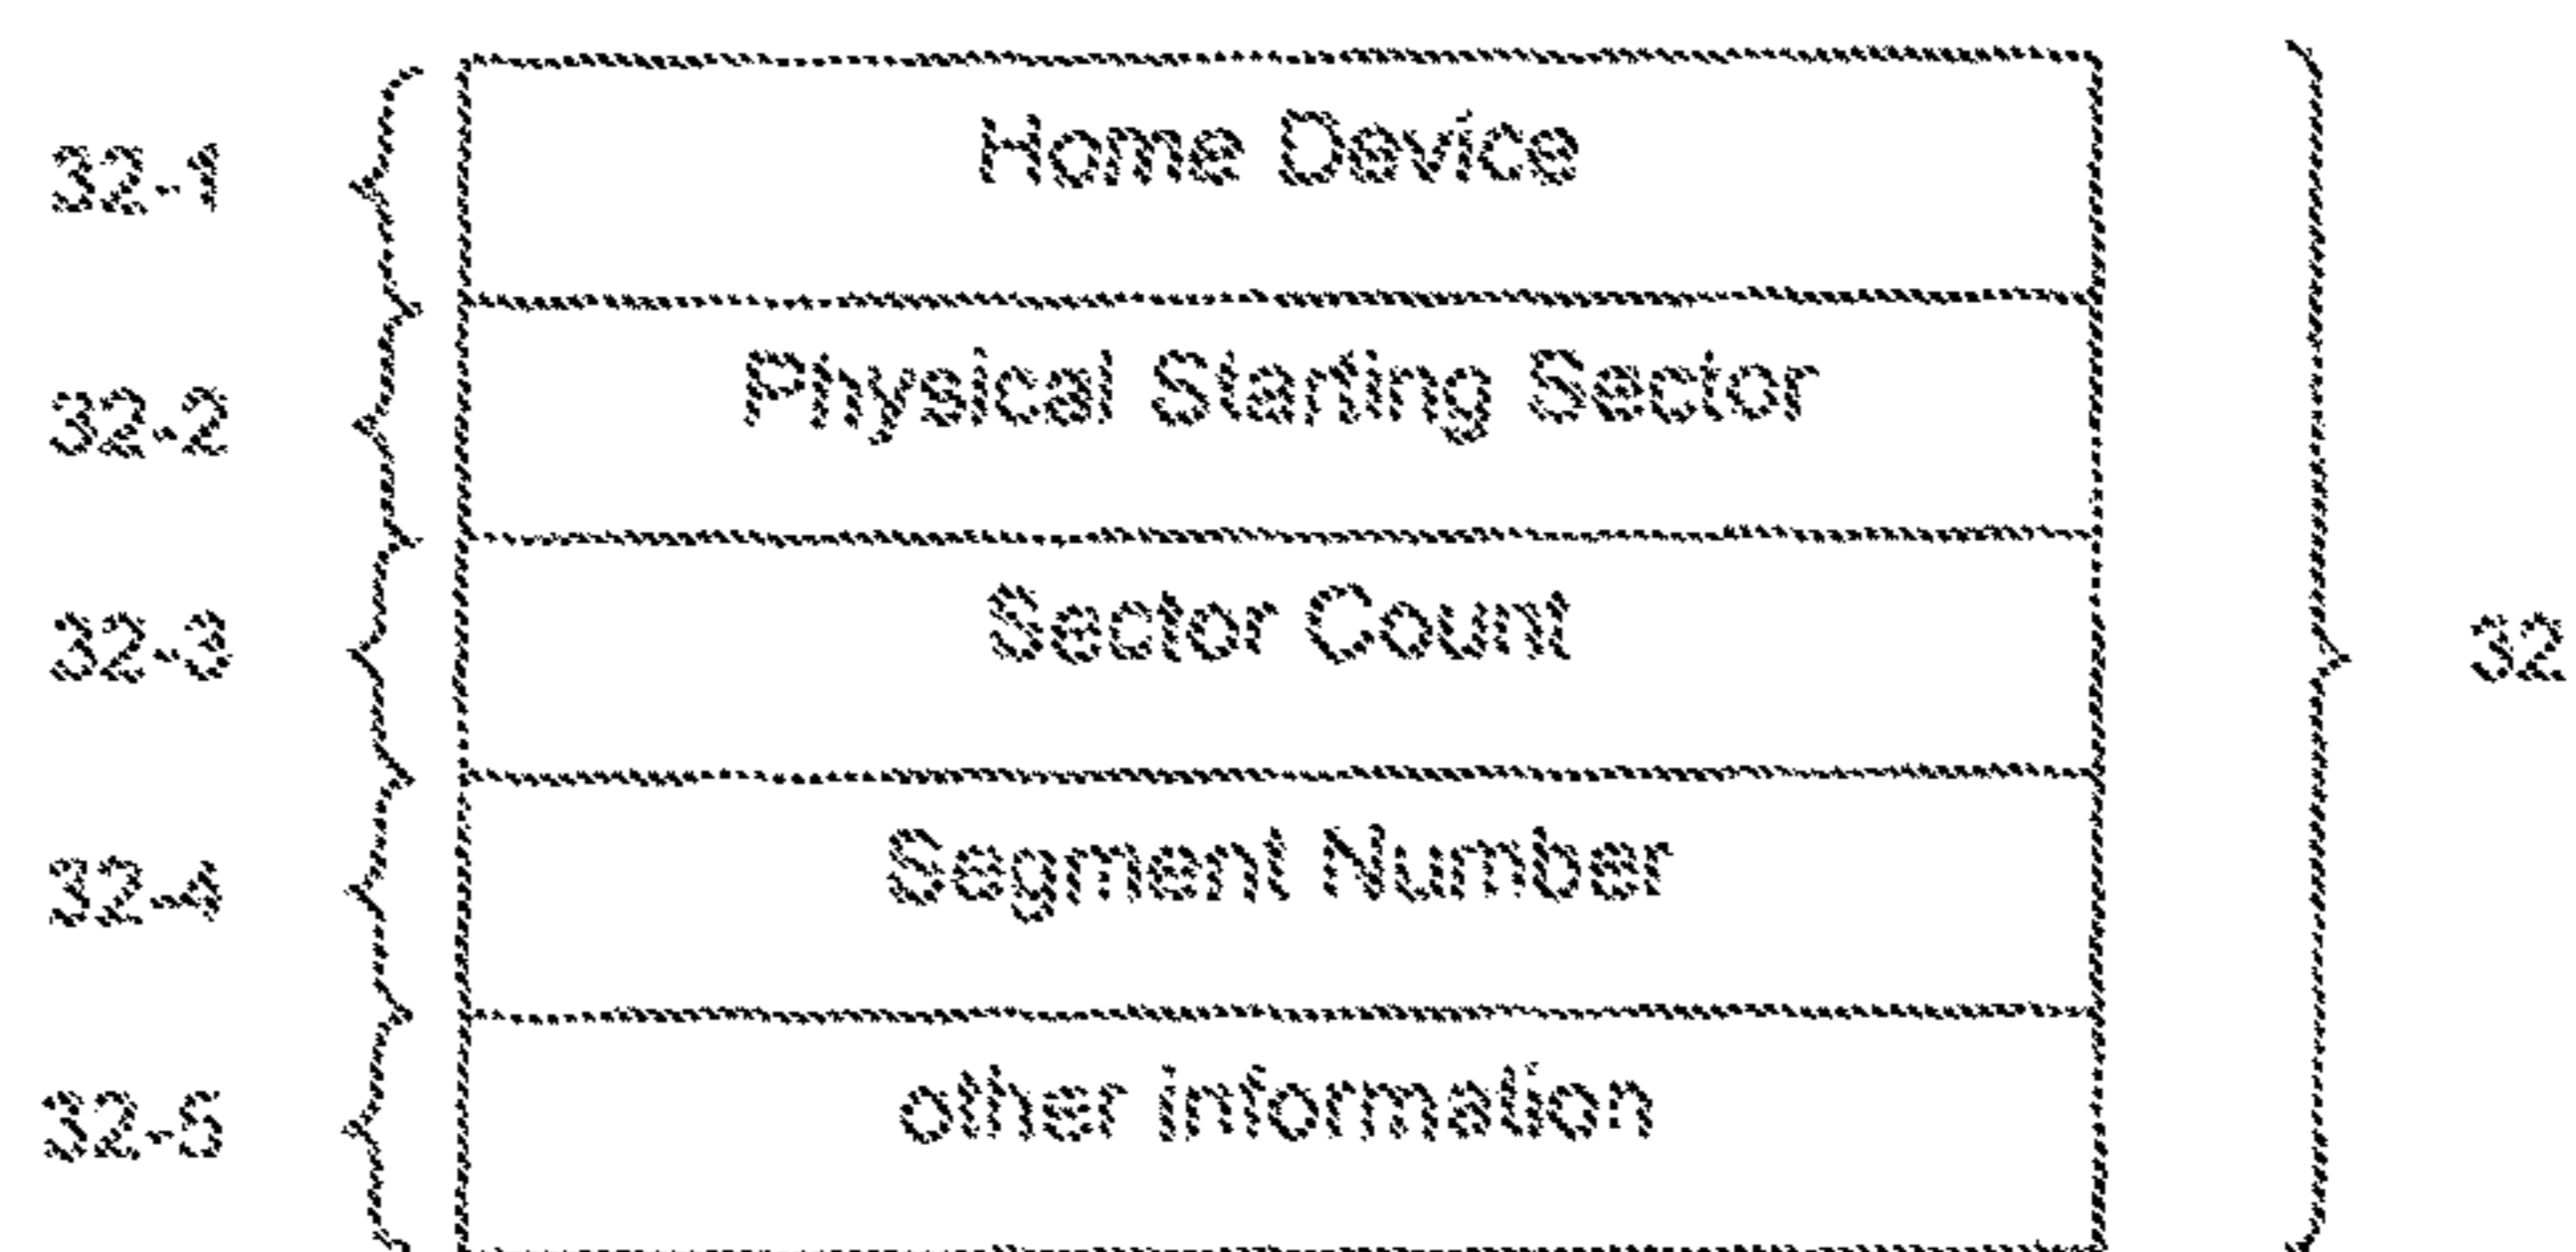 32-1 Home Device
32-2 Physical Starting Sector
32-3 Sector Count 32
32-4 Segment Number
32-5 other information